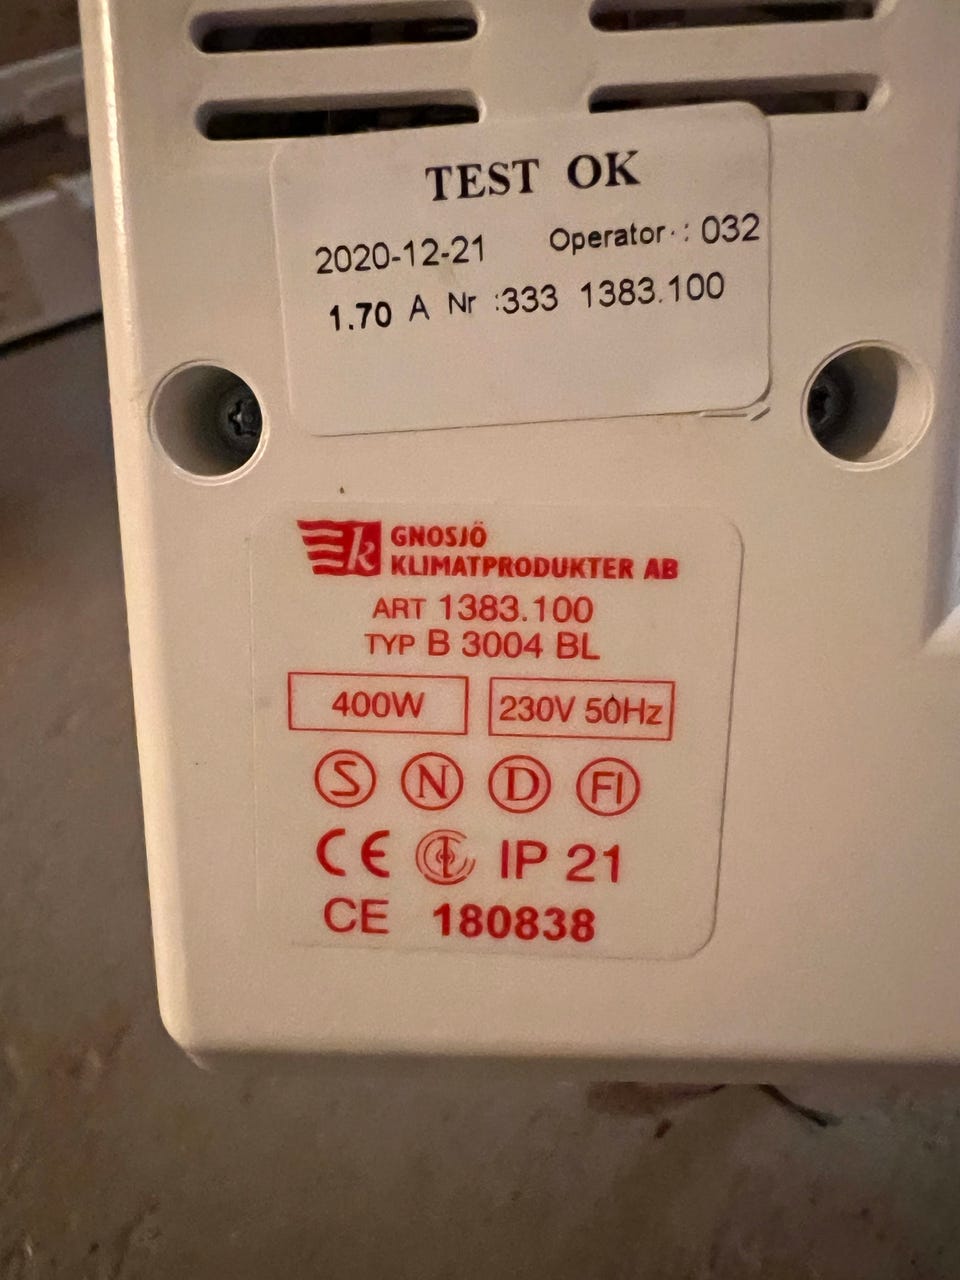 TEST OK
2020-12-21 Operator.: 032
1.70 A Nr :333 1383.100
k GNOSJÖ
KLIMATPRODUKTER AB
ART 1383.100
TYP B 3004 BL
400W 230V 50Hz
S N D FI
CE IP 21
CE 180838